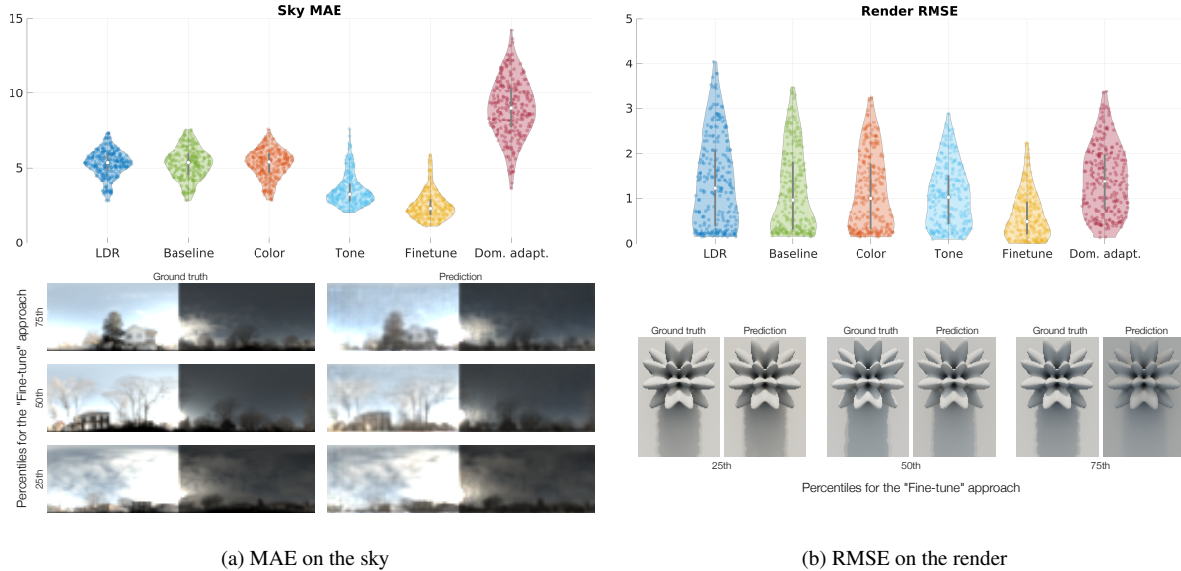 Sky MAE
15
10
5
0
LDR Baseline Color Tone Finetune Dom. adapt.
Ground truth Prediction
Percentiles for the "Fine-tune" approach
75th
50th
25th
(a) MAE on the sky
Render RMSE
5
4
3
2
1
0
LDR Baseline Color Tone Finetune Dom. adapt.
Ground truth Prediction Ground truth Prediction Ground truth Prediction
25th 50th 75th
Percentiles for the "Fine-tune" approach
(b) RMSE on the render